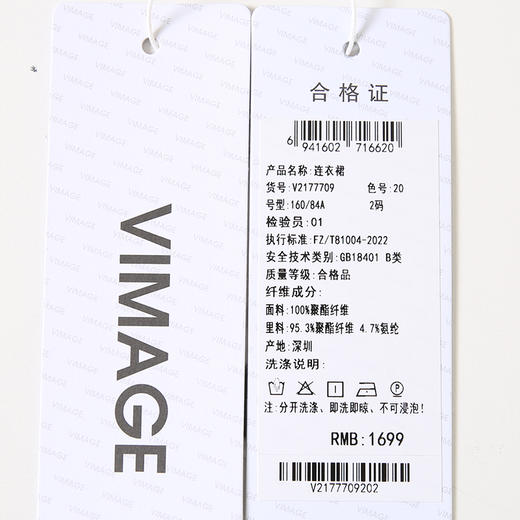 VIMAGE
合格证
6 941602 716620
产品名称:连衣裙
货号:V2177709 色号:20
号型:160/84A 2码
检验员:01
执行标准:FZ/T81004-2022
安全技术类别:GB18401 B类
质量等级:合格品
纤维成分:
面料:100%聚酯纤维
里料:95.3%聚酯纤维 4.7%氨纶
产地:深圳
洗涤说明:
注:分开洗涤、即洗即晾、不可浸泡!
RMB:1699
V2177709202